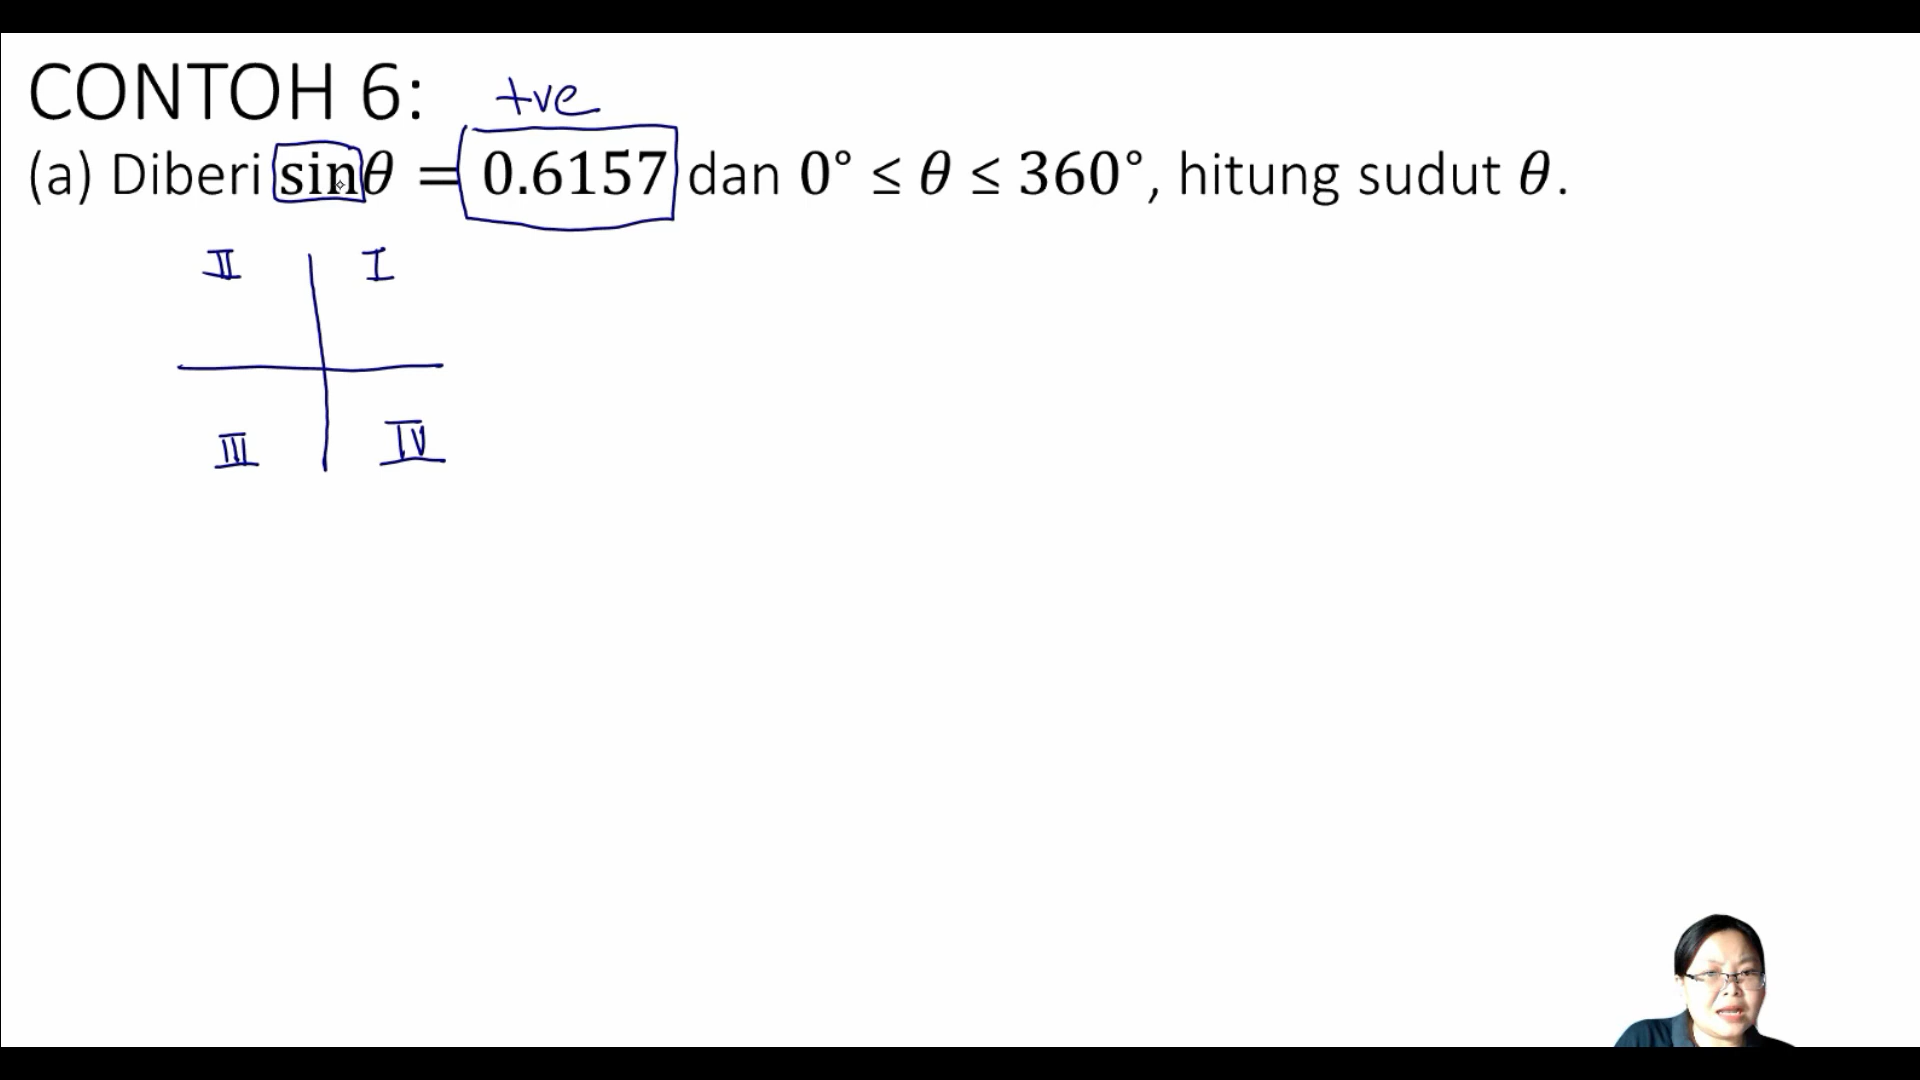 CONTOH 6:
+ve
(a) Diberi sinθ = 0.6157 dan 0° ≤ θ ≤ 360°, hitung sudut θ.
II I
III IV